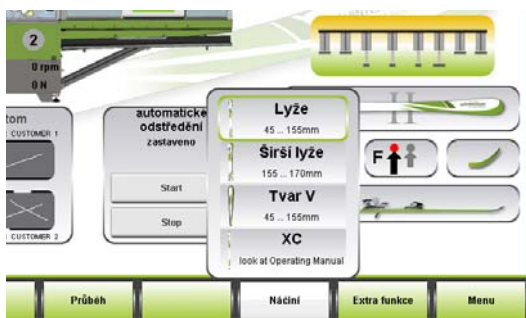 2
0 rpm
0 N
tom
: CUSTOMER 1
: CUSTOMER 2
automatické
odstředění
zastaveno
Start
Stop
Lyže
45 ... 155mm
Širší lyže
155 ... 170mm
Tvar V
45 ... 155mm
XC
look at Operating Manual
F
Průběh
Náčiní
Extra funkce
Menu